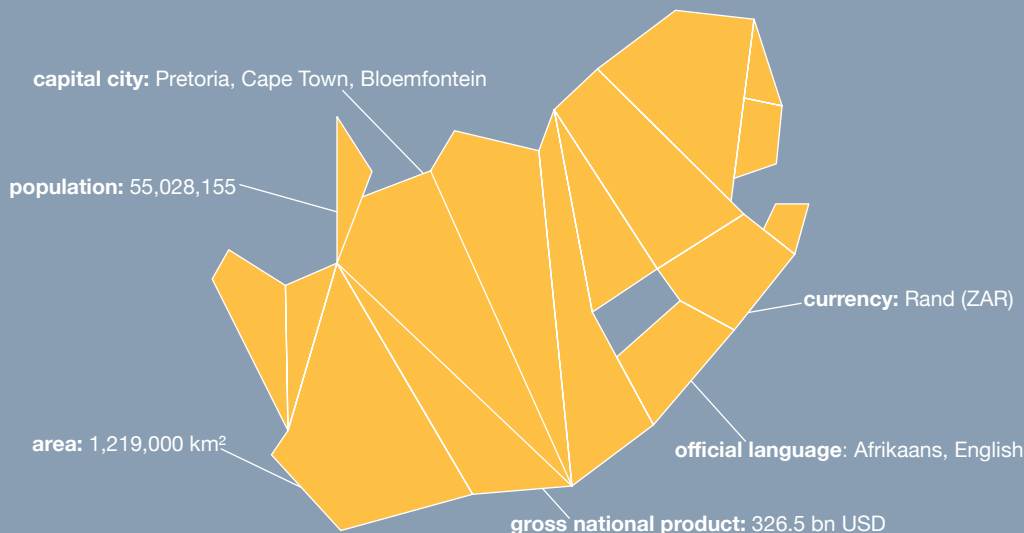 capital city: Pretoria, Cape Town, Bloemfontein
population: 55,028,155
currency: Rand (ZAR)
area: 1,219,000 km²
official language: Afrikaans, English
gross national product: 326.5 bn USD